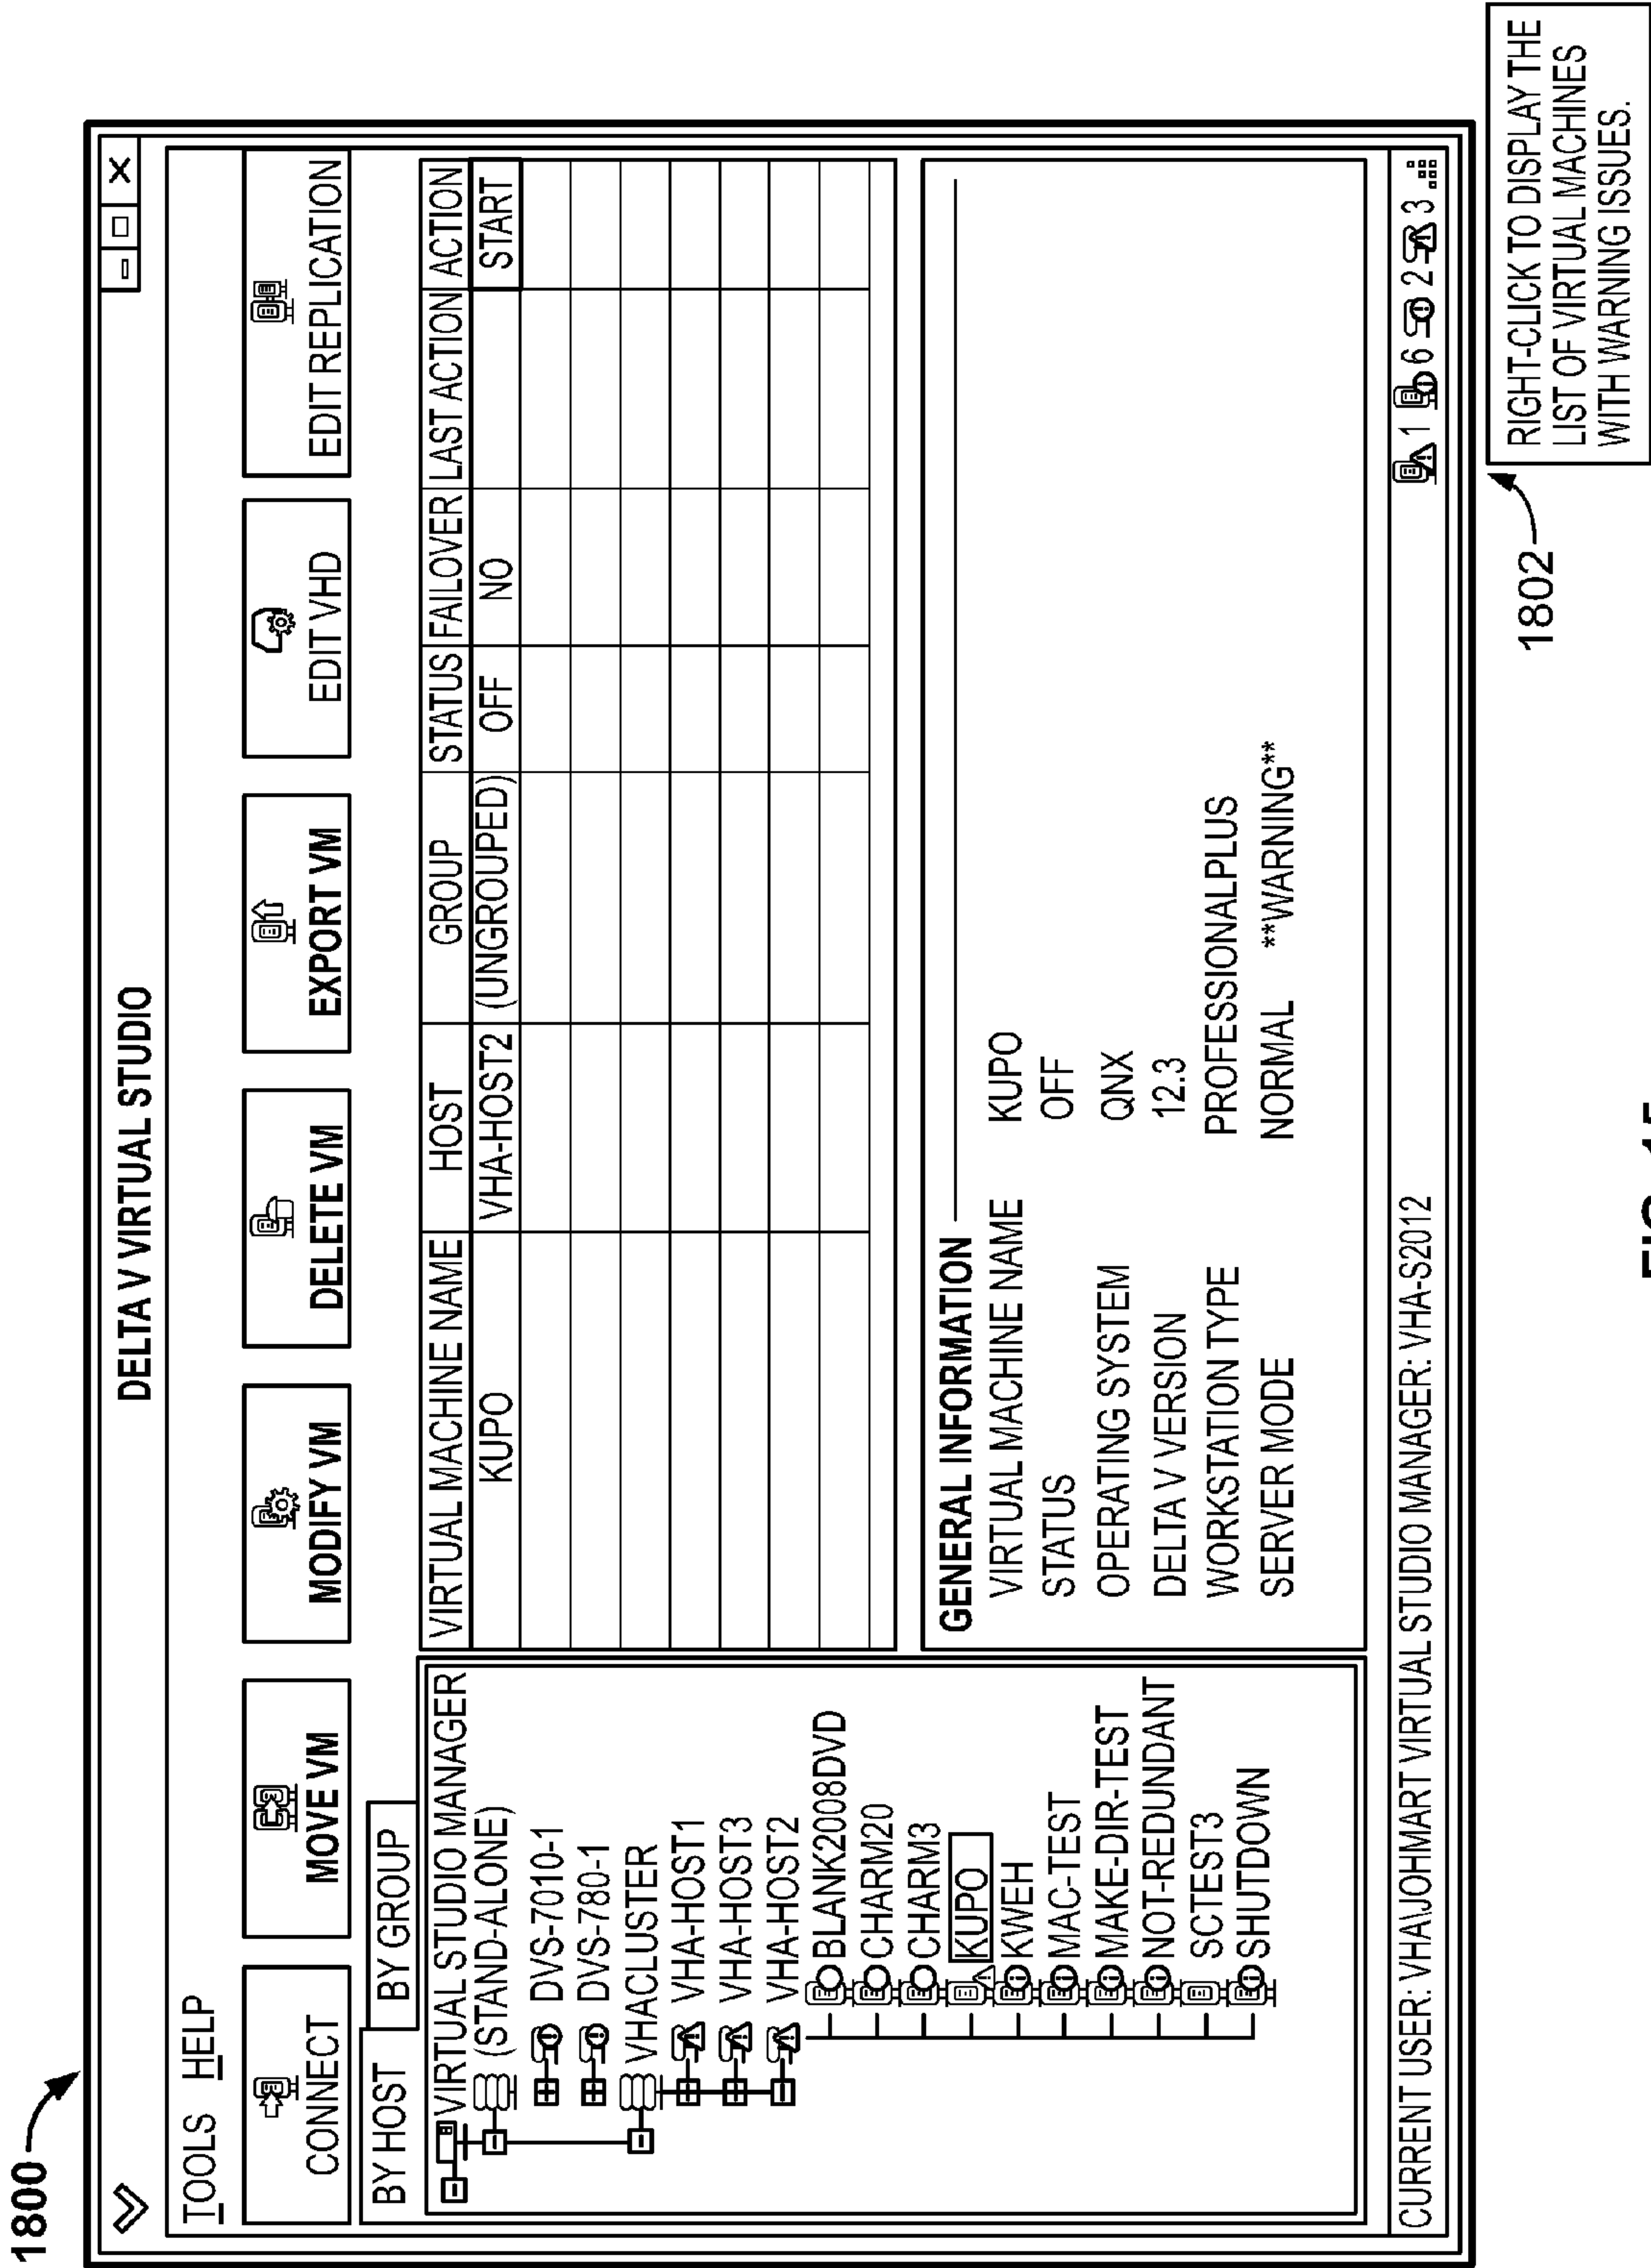 1800
DELTA V VIRTUAL STUDIO
TOOLS HELP
CONNECT
MOVE VM
MODIFY VM
DELETE VM
EXPORT VM
EDIT VHD
EDIT REPLICATION
BY HOST BY GROUP
VIRTUAL STUDIO MANAGER
(STAND-ALONE)
DVS-7010-1
DVS-780-1
VHACLUSTER
VHA-HOST1
VHA-HOST3
VHA-HOST2
BLANK2008DVD
CHARM20
CHARM3
KUPO
KWEH
MAC-TEST
MAKE-DIR-TEST
NOT-REDUNDANT
SCTEST3
SHUTDOWN
VIRTUAL MACHINE NAME HOST GROUP STATUS FAILOVER LAST ACTION ACTION
KUPO VHA-HOST2 (UNGROUPED) OFF NO START
GENERAL INFORMATION
VIRTUAL MACHINE NAME KUPO
STATUS OFF
OPERATING SYSTEM QNX
DELTA V VERSION 12.3
WORKSTATION TYPE PROFESSIONALPLUS
SERVER MODE NORMAL **WARNING**
CURRENT USER: VHA\JOHMART VIRTUAL STUDIO MANAGER: VHA-S2012 1 6 2 3
1802
RIGHT-CLICK TO DISPLAY THE
LIST OF VIRTUAL MACHINES
WITH WARNING ISSUES.